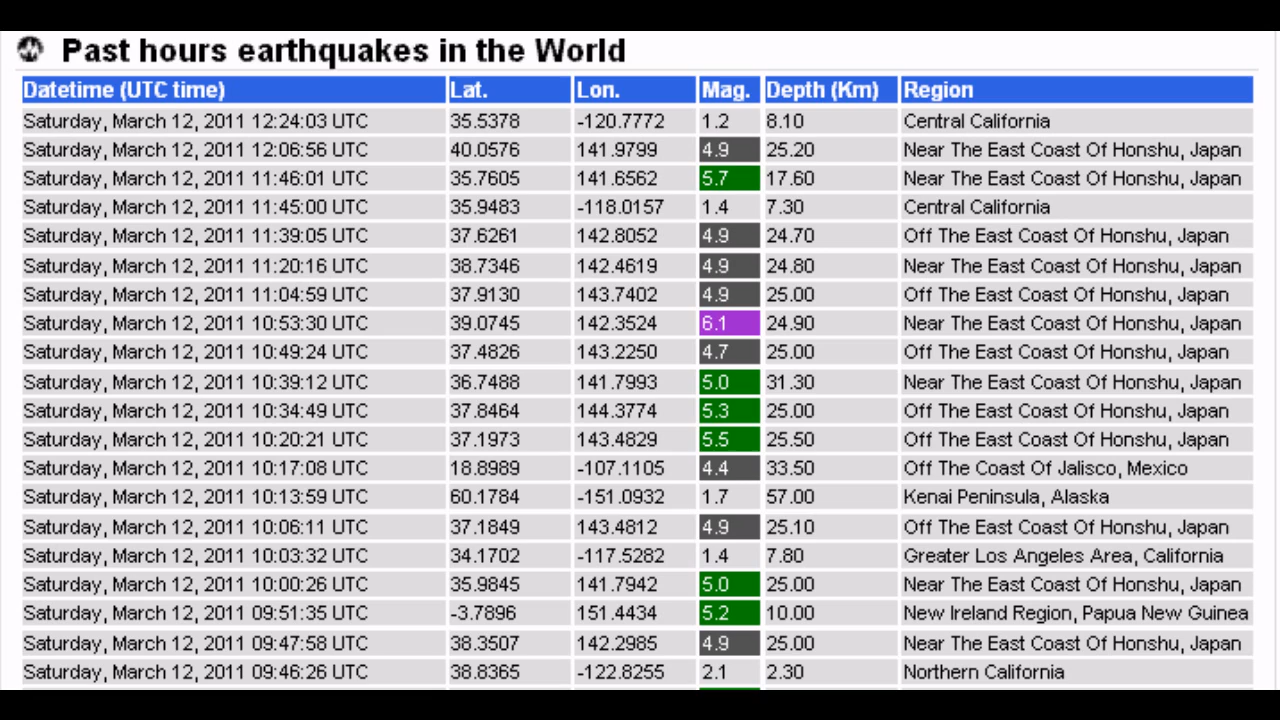 Past hours earthquakes in the World
Datetime (UTC time) Lat. Lon. Mag. Depth (Km) Region
Saturday, March 12, 2011 12:24:03 UTC 35.5378 -120.7772 1.2 8.10 Central California
Saturday, March 12, 2011 12:06:56 UTC 40.0576 141.9799 4.9 25.20 Near The East Coast Of Honshu, Japan
Saturday, March 12, 2011 11:46:01 UTC 35.7605 141.6562 5.7 17.60 Near The East Coast Of Honshu, Japan
Saturday, March 12, 2011 11:45:00 UTC 35.9483 -118.0157 1.4 7.30 Central California
Saturday, March 12, 2011 11:39:05 UTC 37.6261 142.8052 4.9 24.70 Off The East Coast Of Honshu, Japan
Saturday, March 12, 2011 11:20:16 UTC 38.7346 142.4619 4.9 24.80 Near The East Coast Of Honshu, Japan
Saturday, March 12, 2011 11:04:59 UTC 37.9130 143.7402 4.9 25.00 Off The East Coast Of Honshu, Japan
Saturday, March 12, 2011 10:53:30 UTC 39.0745 142.3524 6.1 24.90 Near The East Coast Of Honshu, Japan
Saturday, March 12, 2011 10:49:24 UTC 37.4826 143.2250 4.7 25.00 Off The East Coast Of Honshu, Japan
Saturday, March 12, 2011 10:39:12 UTC 36.7488 141.7993 5.0 31.30 Near The East Coast Of Honshu, Japan
Saturday, March 12, 2011 10:34:49 UTC 37.8464 144.3774 5.3 25.00 Off The East Coast Of Honshu, Japan
Saturday, March 12, 2011 10:20:21 UTC 37.1973 143.4829 5.5 25.50 Off The East Coast Of Honshu, Japan
Saturday, March 12, 2011 10:17:08 UTC 18.8989 -107.1105 4.4 33.50 Off The Coast Of Jalisco, Mexico
Saturday, March 12, 2011 10:13:59 UTC 60.1784 -151.0932 1.7 57.00 Kenai Peninsula, Alaska
Saturday, March 12, 2011 10:06:11 UTC 37.1849 143.4812 4.9 25.10 Off The East Coast Of Honshu, Japan
Saturday, March 12, 2011 10:03:32 UTC 34.1702 -117.5282 1.4 7.80 Greater Los Angeles Area, California
Saturday, March 12, 2011 10:00:26 UTC 35.9845 141.7942 5.0 25.00 Near The East Coast Of Honshu, Japan
Saturday, March 12, 2011 09:51:35 UTC -3.7896 151.4434 5.2 10.00 New Ireland Region, Papua New Guinea
Saturday, March 12, 2011 09:47:58 UTC 38.3507 142.2985 4.9 25.00 Near The East Coast Of Honshu, Japan
Saturday, March 12, 2011 09:46:26 UTC 38.8365 -122.8255 2.1 2.30 Northern California